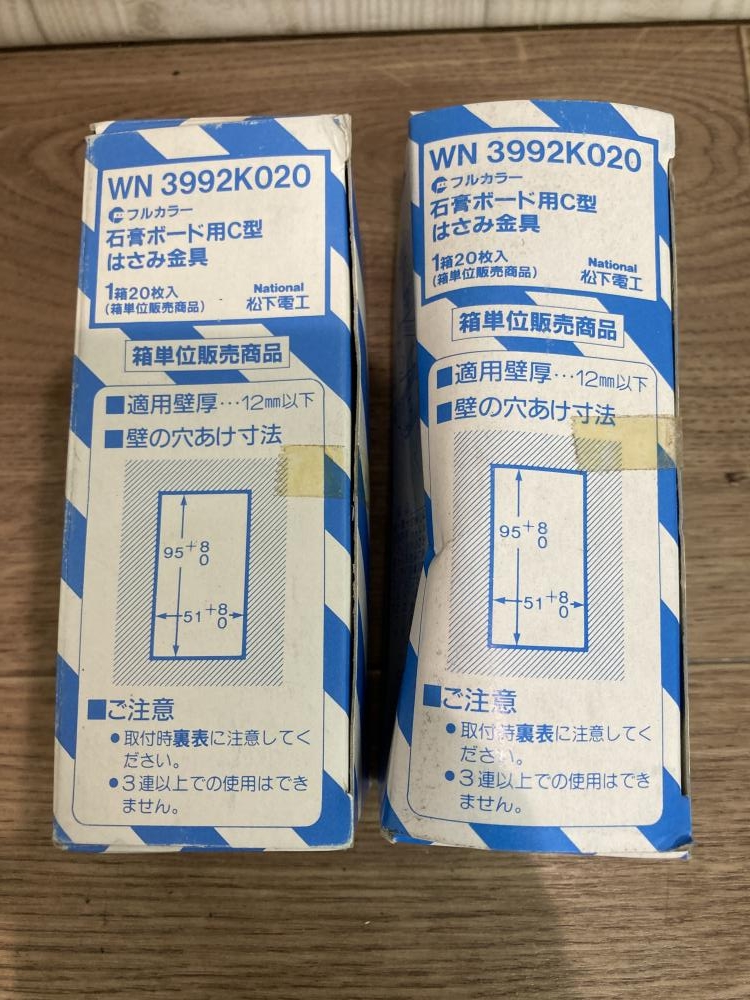 WN 3992K020
フルカラー
石膏ボード用C型
はさみ金具
1箱20枚入
(箱単位販売商品)
National
松下電工
箱単位販売商品
■適用壁厚…12mm以下
■壁の穴あけ寸法
95 +8 0
51 +8 0
■ご注意
●取付時裏表に注意してく
ださい。
●3連以上での使用はでき
ません。
WN 3992K020
フルカラー
石膏ボード用C型
はさみ金具
1箱20枚入
(箱単位販売商品)
National
松下電工
箱単位販売商品
■適用壁厚…12mm以下
■壁の穴あけ寸法
95 +8 0
51 +8 0
■ご注意
●取付時裏表に注意してく
ださい。
●3連以上での使用はでき
ません。